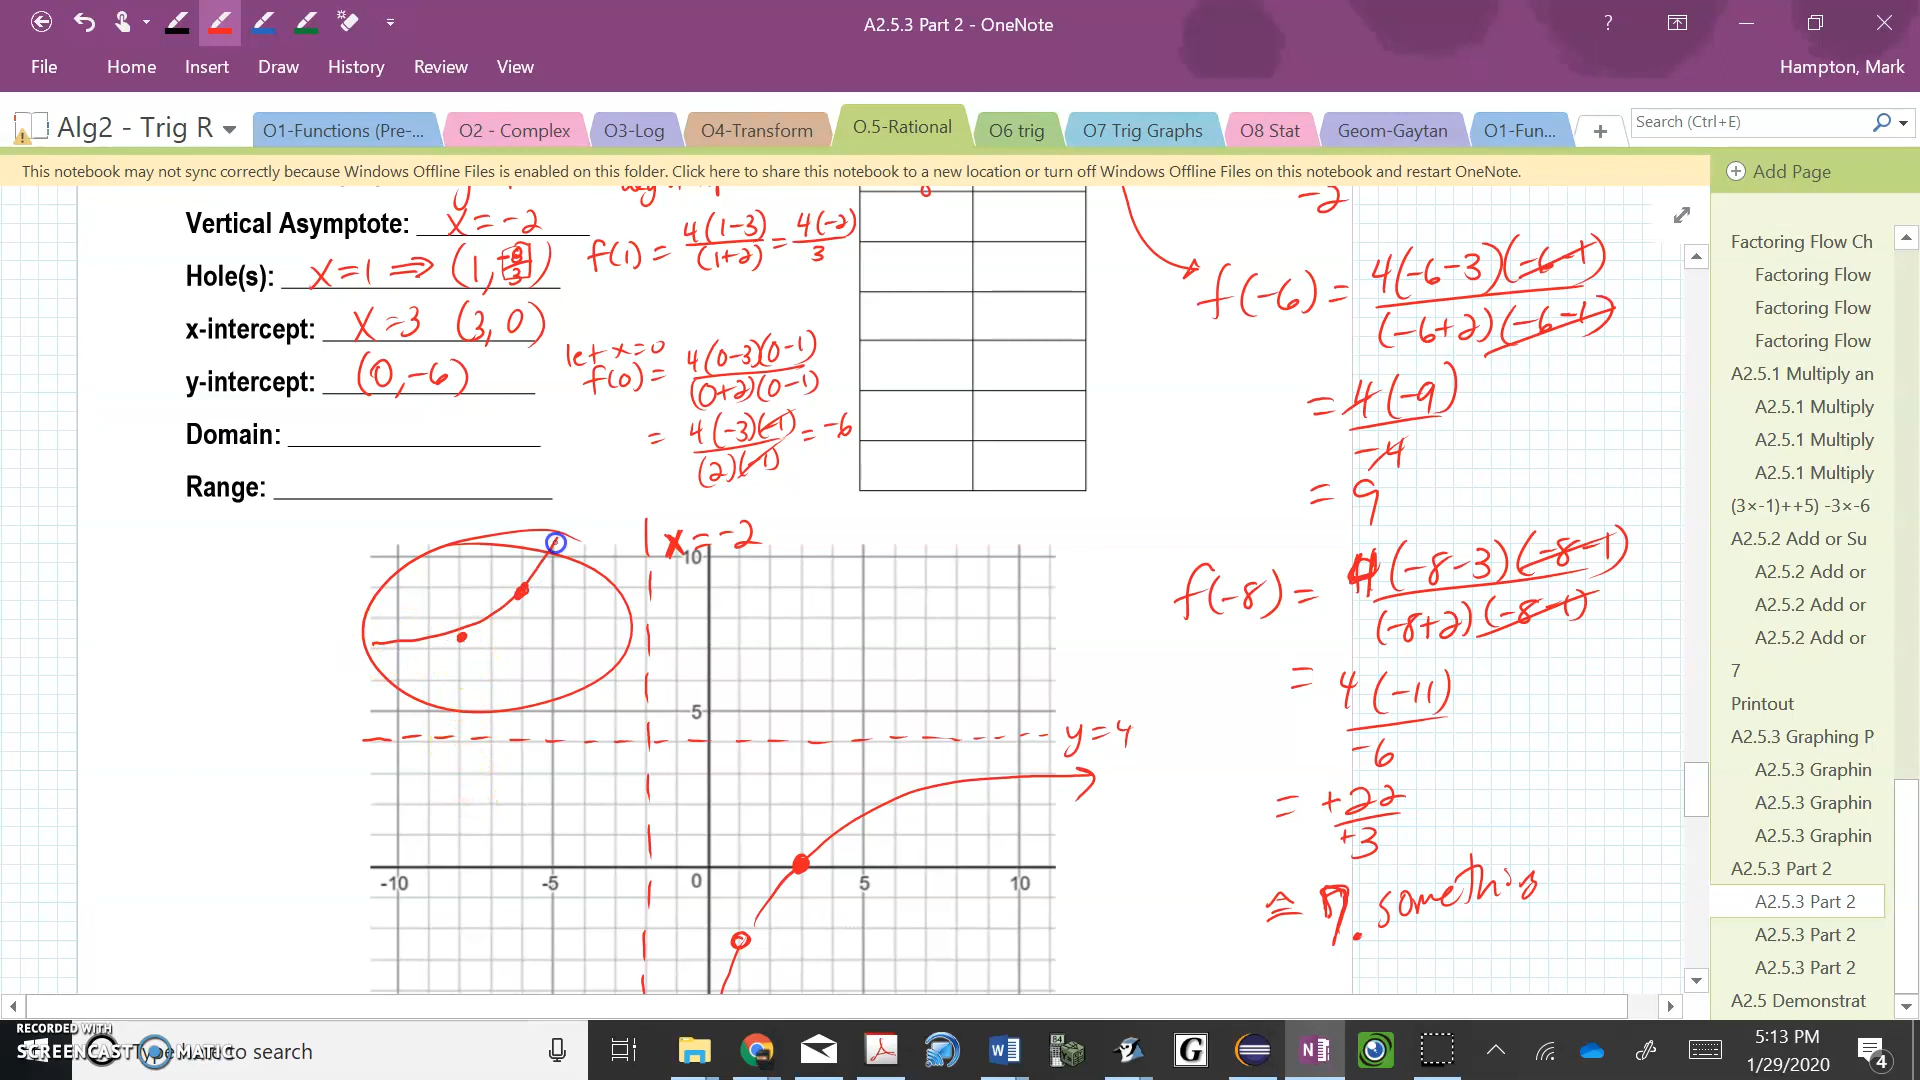 A2.5.3 Part 2 - OneNote
?
File Home Insert Draw History Review View
Hampton, Mark
Alg2 - Trig R
O1-Functions (Pre-... O2 - Complex O3-Log O4-Transform O.5-Rational O6 trig O7 Trig Graphs O8 Stat Geom-Gaytan O1-Fun... +
Search (Ctrl+E)
This notebook may not sync correctly because Windows Offline Files is enabled on this folder. Click here to share this notebook to a new location or turn off Windows Offline Files on this notebook and restart OneNote.
Add Page
Vertical Asymptote: x = -2
Hole(s): x=1 ⇒ (1, -8/3)
f(1) = 4(1-3)/(1+2) = 4(-2)/3
x-intercept: x=3 (3, 0)
y-intercept: (0,-6)
let x=0
f(0) = 4(0-3)(0-1)/(0+2)(0-1)
= 4(-3)(-1)/(2)(-1) = -6
Domain:
Range:
-2
f(-6) = 4(-6-3)(-6-1)/(-6+2)(-6-1)
= 4(-9)/-4
= 9
f(-8) = 4(-8-3)(-8-1)/(-8+2)(-8-1)
= 4(-11)/-6
= +22/+3
≅ 7. something
x = -2
10
5
y=4
-10 -5 0 5 10
Factoring Flow Ch
Factoring Flow
Factoring Flow
Factoring Flow
A2.5.1 Multiply an
A2.5.1 Multiply
A2.5.1 Multiply
A2.5.1 Multiply
(3×-1)++5) -3×-6
A2.5.2 Add or Su
A2.5.2 Add or
A2.5.2 Add or
A2.5.2 Add or
7
Printout
A2.5.3 Graphing P
A2.5.3 Graphin
A2.5.3 Graphin
A2.5.3 Graphin
A2.5.3 Part 2
A2.5.3 Part 2
A2.5.3 Part 2
A2.5.3 Part 2
A2.5 Demonstrat
RECORDED WITH
SCREENCAST MATIC
Type here to search
5:13 PM
1/29/2020
4